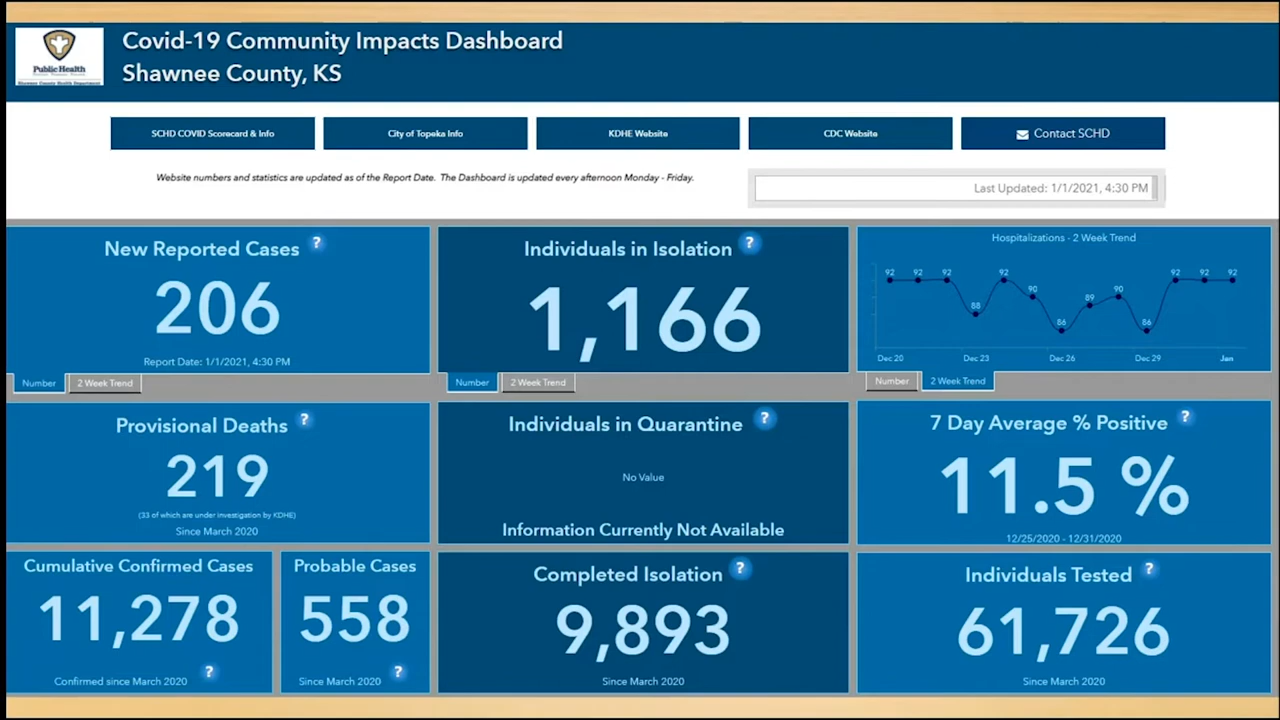 Covid-19 Community Impacts Dashboard
Shawnee County, KS
Public Health
Shawnee County Health Department
SCHD COVID Scorecard & Info
City of Topeka Info
KDHE Website
CDC Website
Contact SCHD
Website numbers and statistics are updated as of the Report Date. The Dashboard is updated every afternoon Monday - Friday.
Last Updated: 1/1/2021, 4:30 PM
New Reported Cases ?
206
Report Date: 1/1/2021, 4:30 PM
Number
2 Week Trend
Individuals in Isolation ?
1,166
Number
2 Week Trend
Hospitalizations - 2 Week Trend
92 92 92 88 92 90 86 89 90 86 92 92 92
Dec 20 Dec 23 Dec 26 Dec 29 Jan
Number
2 Week Trend
Provisional Deaths ?
219
(33 of which are under investigation by KDHE)
Since March 2020
Individuals in Quarantine ?
No Value
Information Currently Not Available
7 Day Average % Positive ?
11.5 %
12/25/2020 - 12/31/2020
Cumulative Confirmed Cases
11,278
?
Confirmed since March 2020
Probable Cases
558
?
Since March 2020
Completed Isolation ?
9,893
Since March 2020
Individuals Tested ?
61,726
Since March 2020